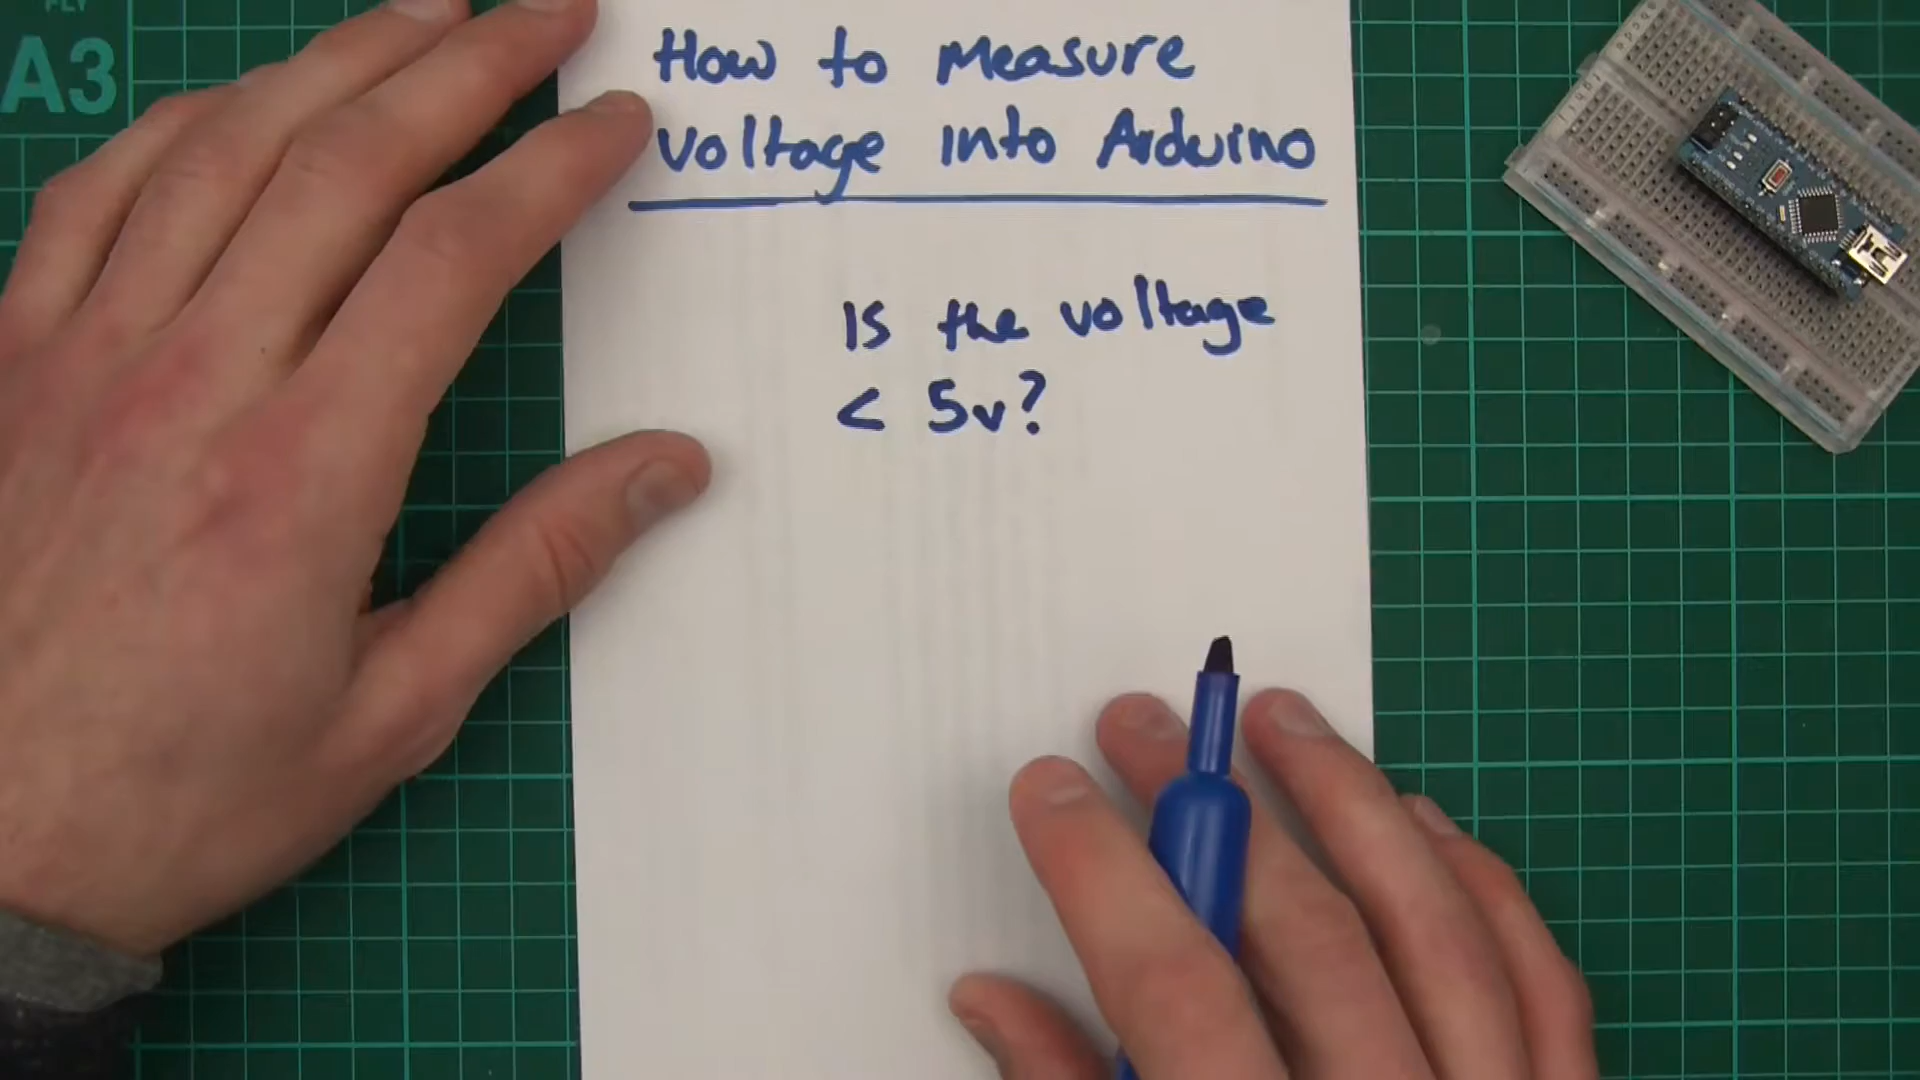 A3
How to Measure
Voltage into Arduino
Is the voltage
< 5v?